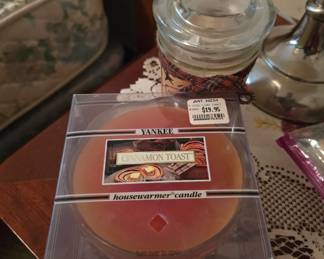 $19.95
YANKEE
CINNAMON TOAST
housewarmer candle